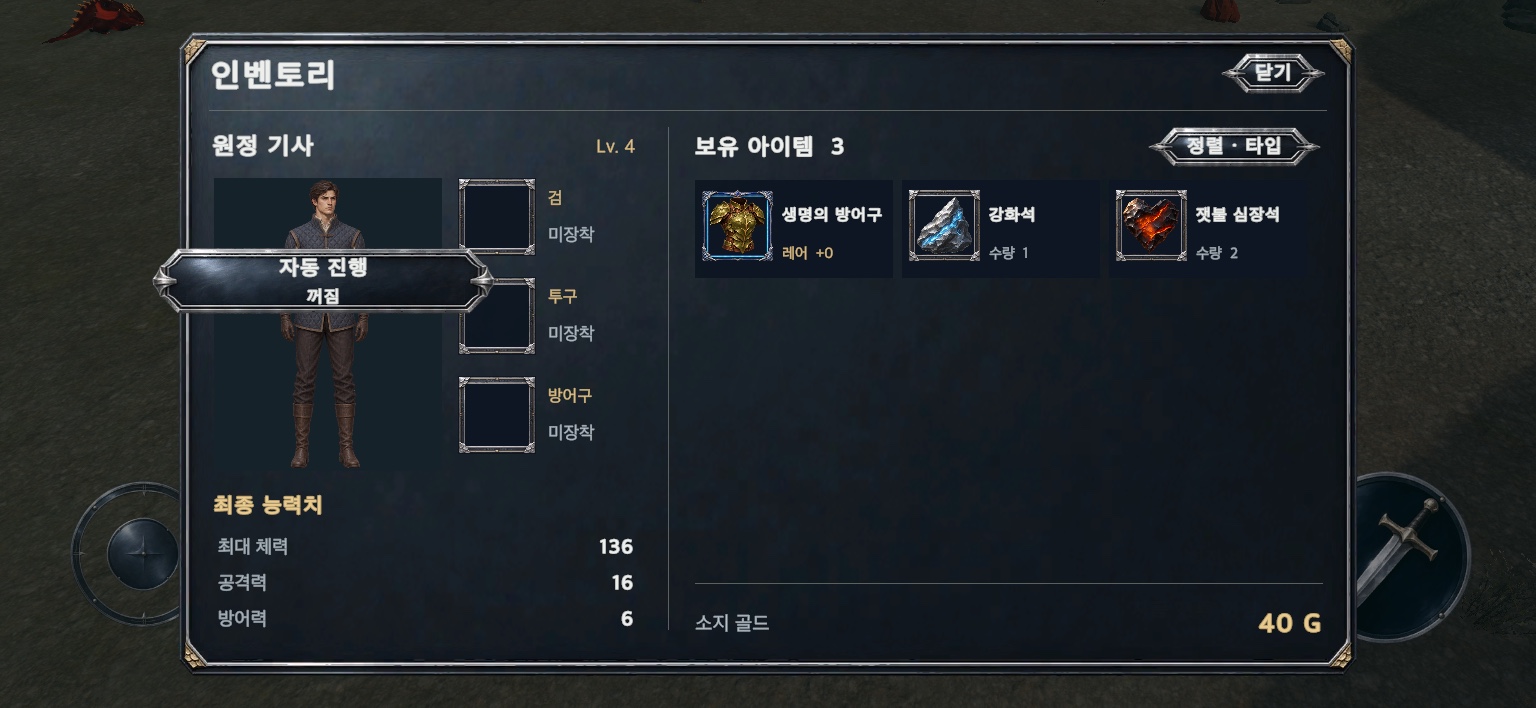 인벤토리
닫기
원정 기사
Lv. 4
보유 아이템 3
정렬 · 타입
검
미장착
자동 진행
꺼짐
투구
미장착
방어구
미장착
생명의 방어구
레어 +0
강화석
수량 1
잿불 심장석
수량 2
최종 능력치
최대 체력 136
공격력 16
방어력 6
소지 골드 40 G